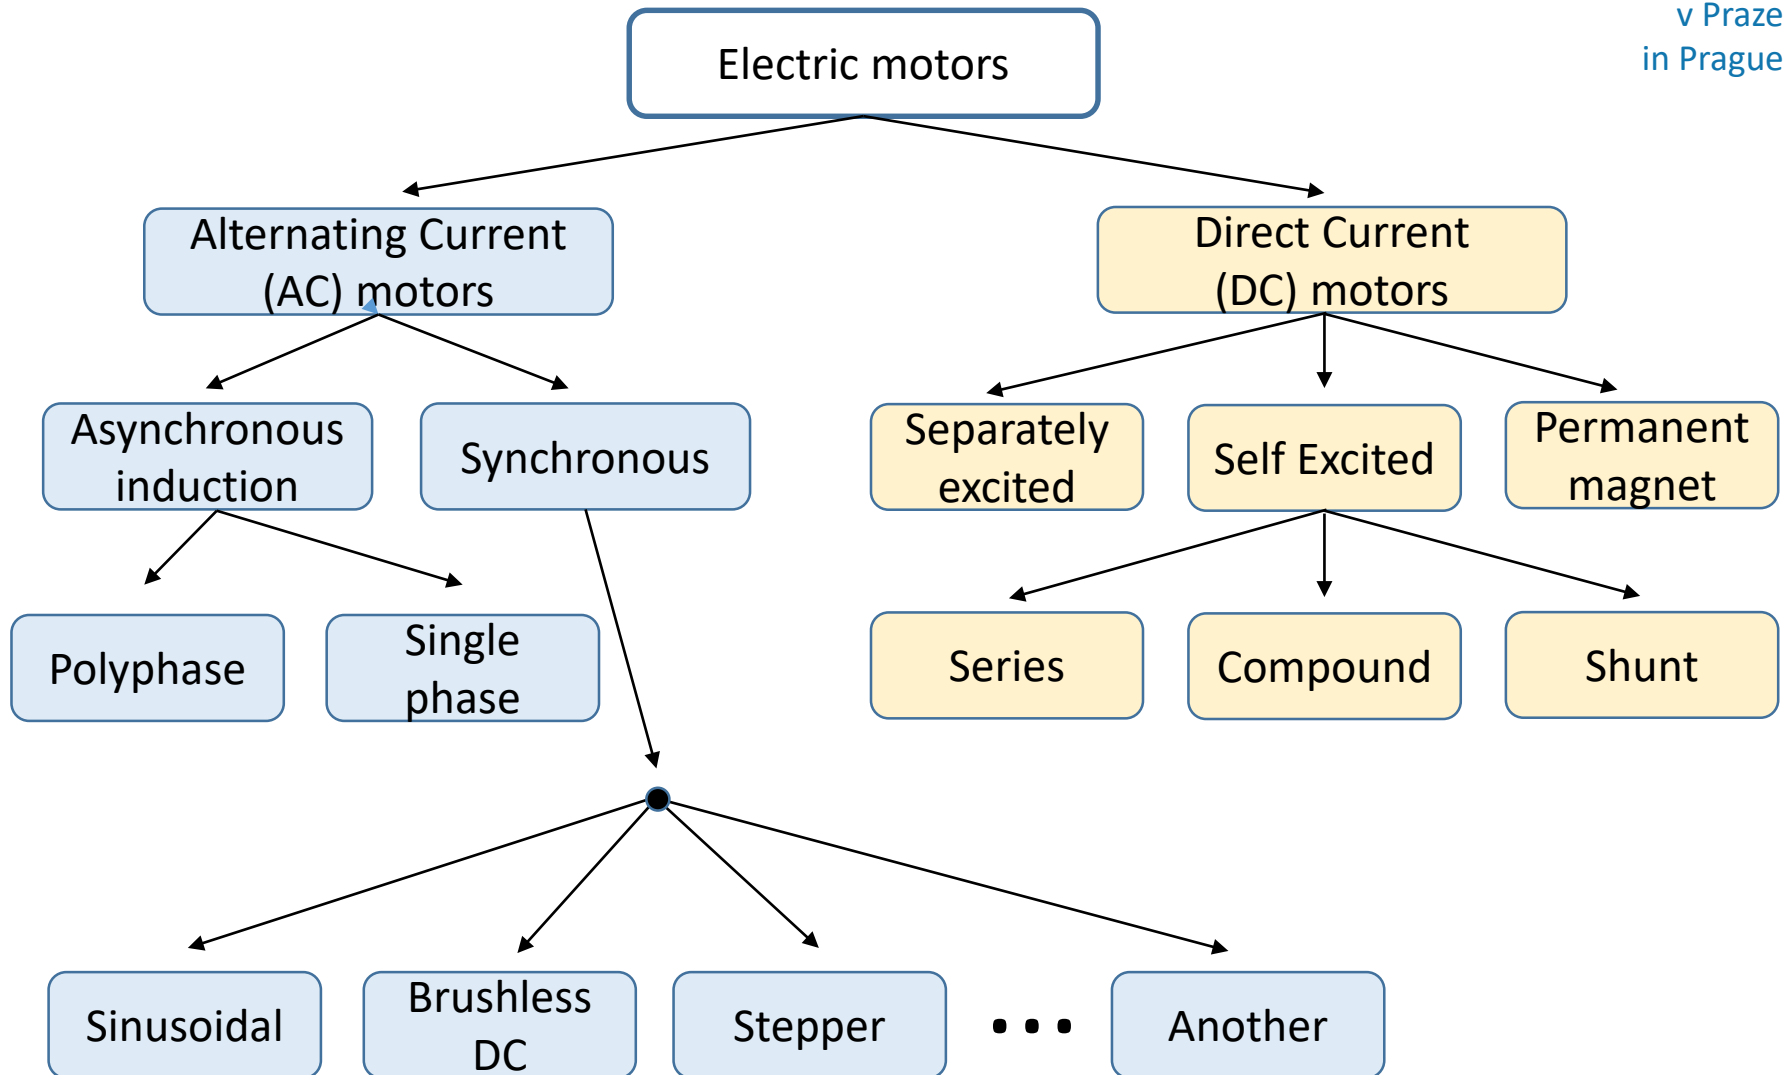 v Praze
in Prague
Electric motors
Alternating Current
(AC) motors
Direct Current
(DC) motors
Asynchronous
induction
Synchronous
Separately
excited
Self Excited
Permanent
magnet
Polyphase
Single
phase
Series
Compound
Shunt
Sinusoidal
Brushless
DC
Stepper
...
Another